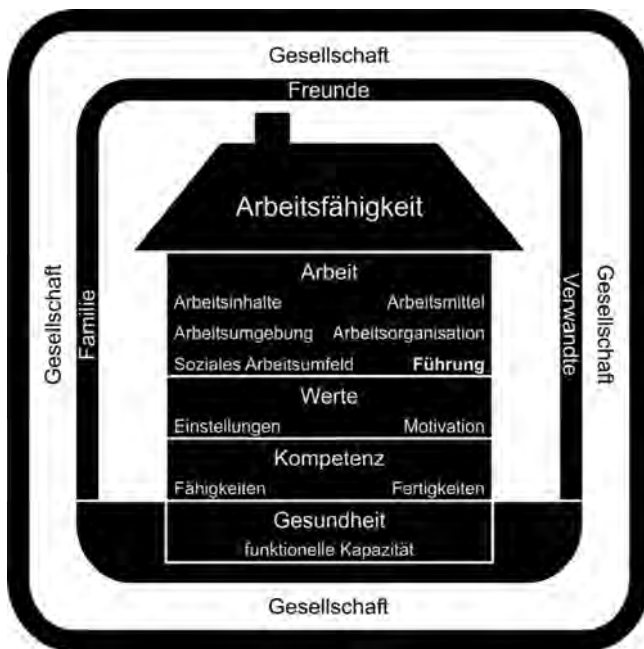 Gesellschaft
Freunde
Arbeitsfähigkeit
Arbeit
Arbeitsinhalte Arbeitsmittel
Arbeitsumgebung Arbeitsorganisation
Soziales Arbeitsumfeld Führung
Werte
Einstellungen Motivation
Kompetenz
Fähigkeiten Fertigkeiten
Gesundheit
funktionelle Kapazität
Gesellschaft
Familie
Verwandte
Gesellschaft
Gesellschaft